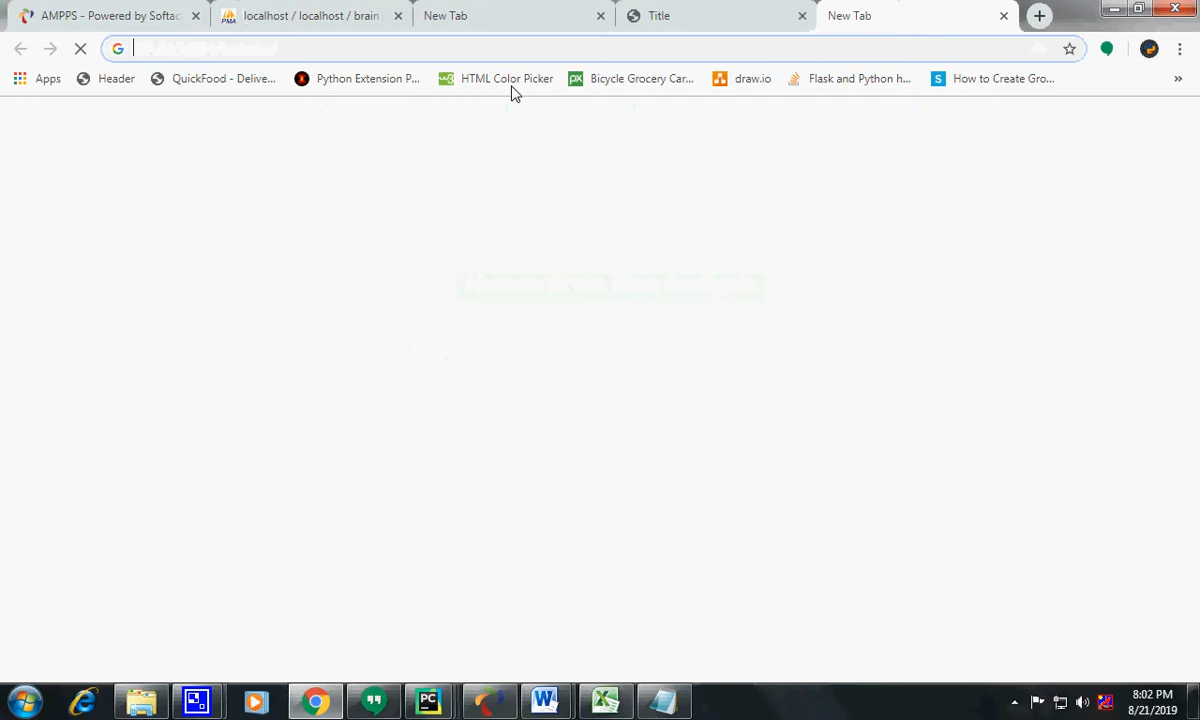 AMPPS - Powered by Softac
localhost / localhost / brain
New Tab
Title
New Tab
Apps
Header
QuickFood - Delive...
Python Extension P...
HTML Color Picker
Bicycle Grocery Car...
draw.io
Flask and Python h...
How to Create Gro...
8:02 PM
8/21/2019